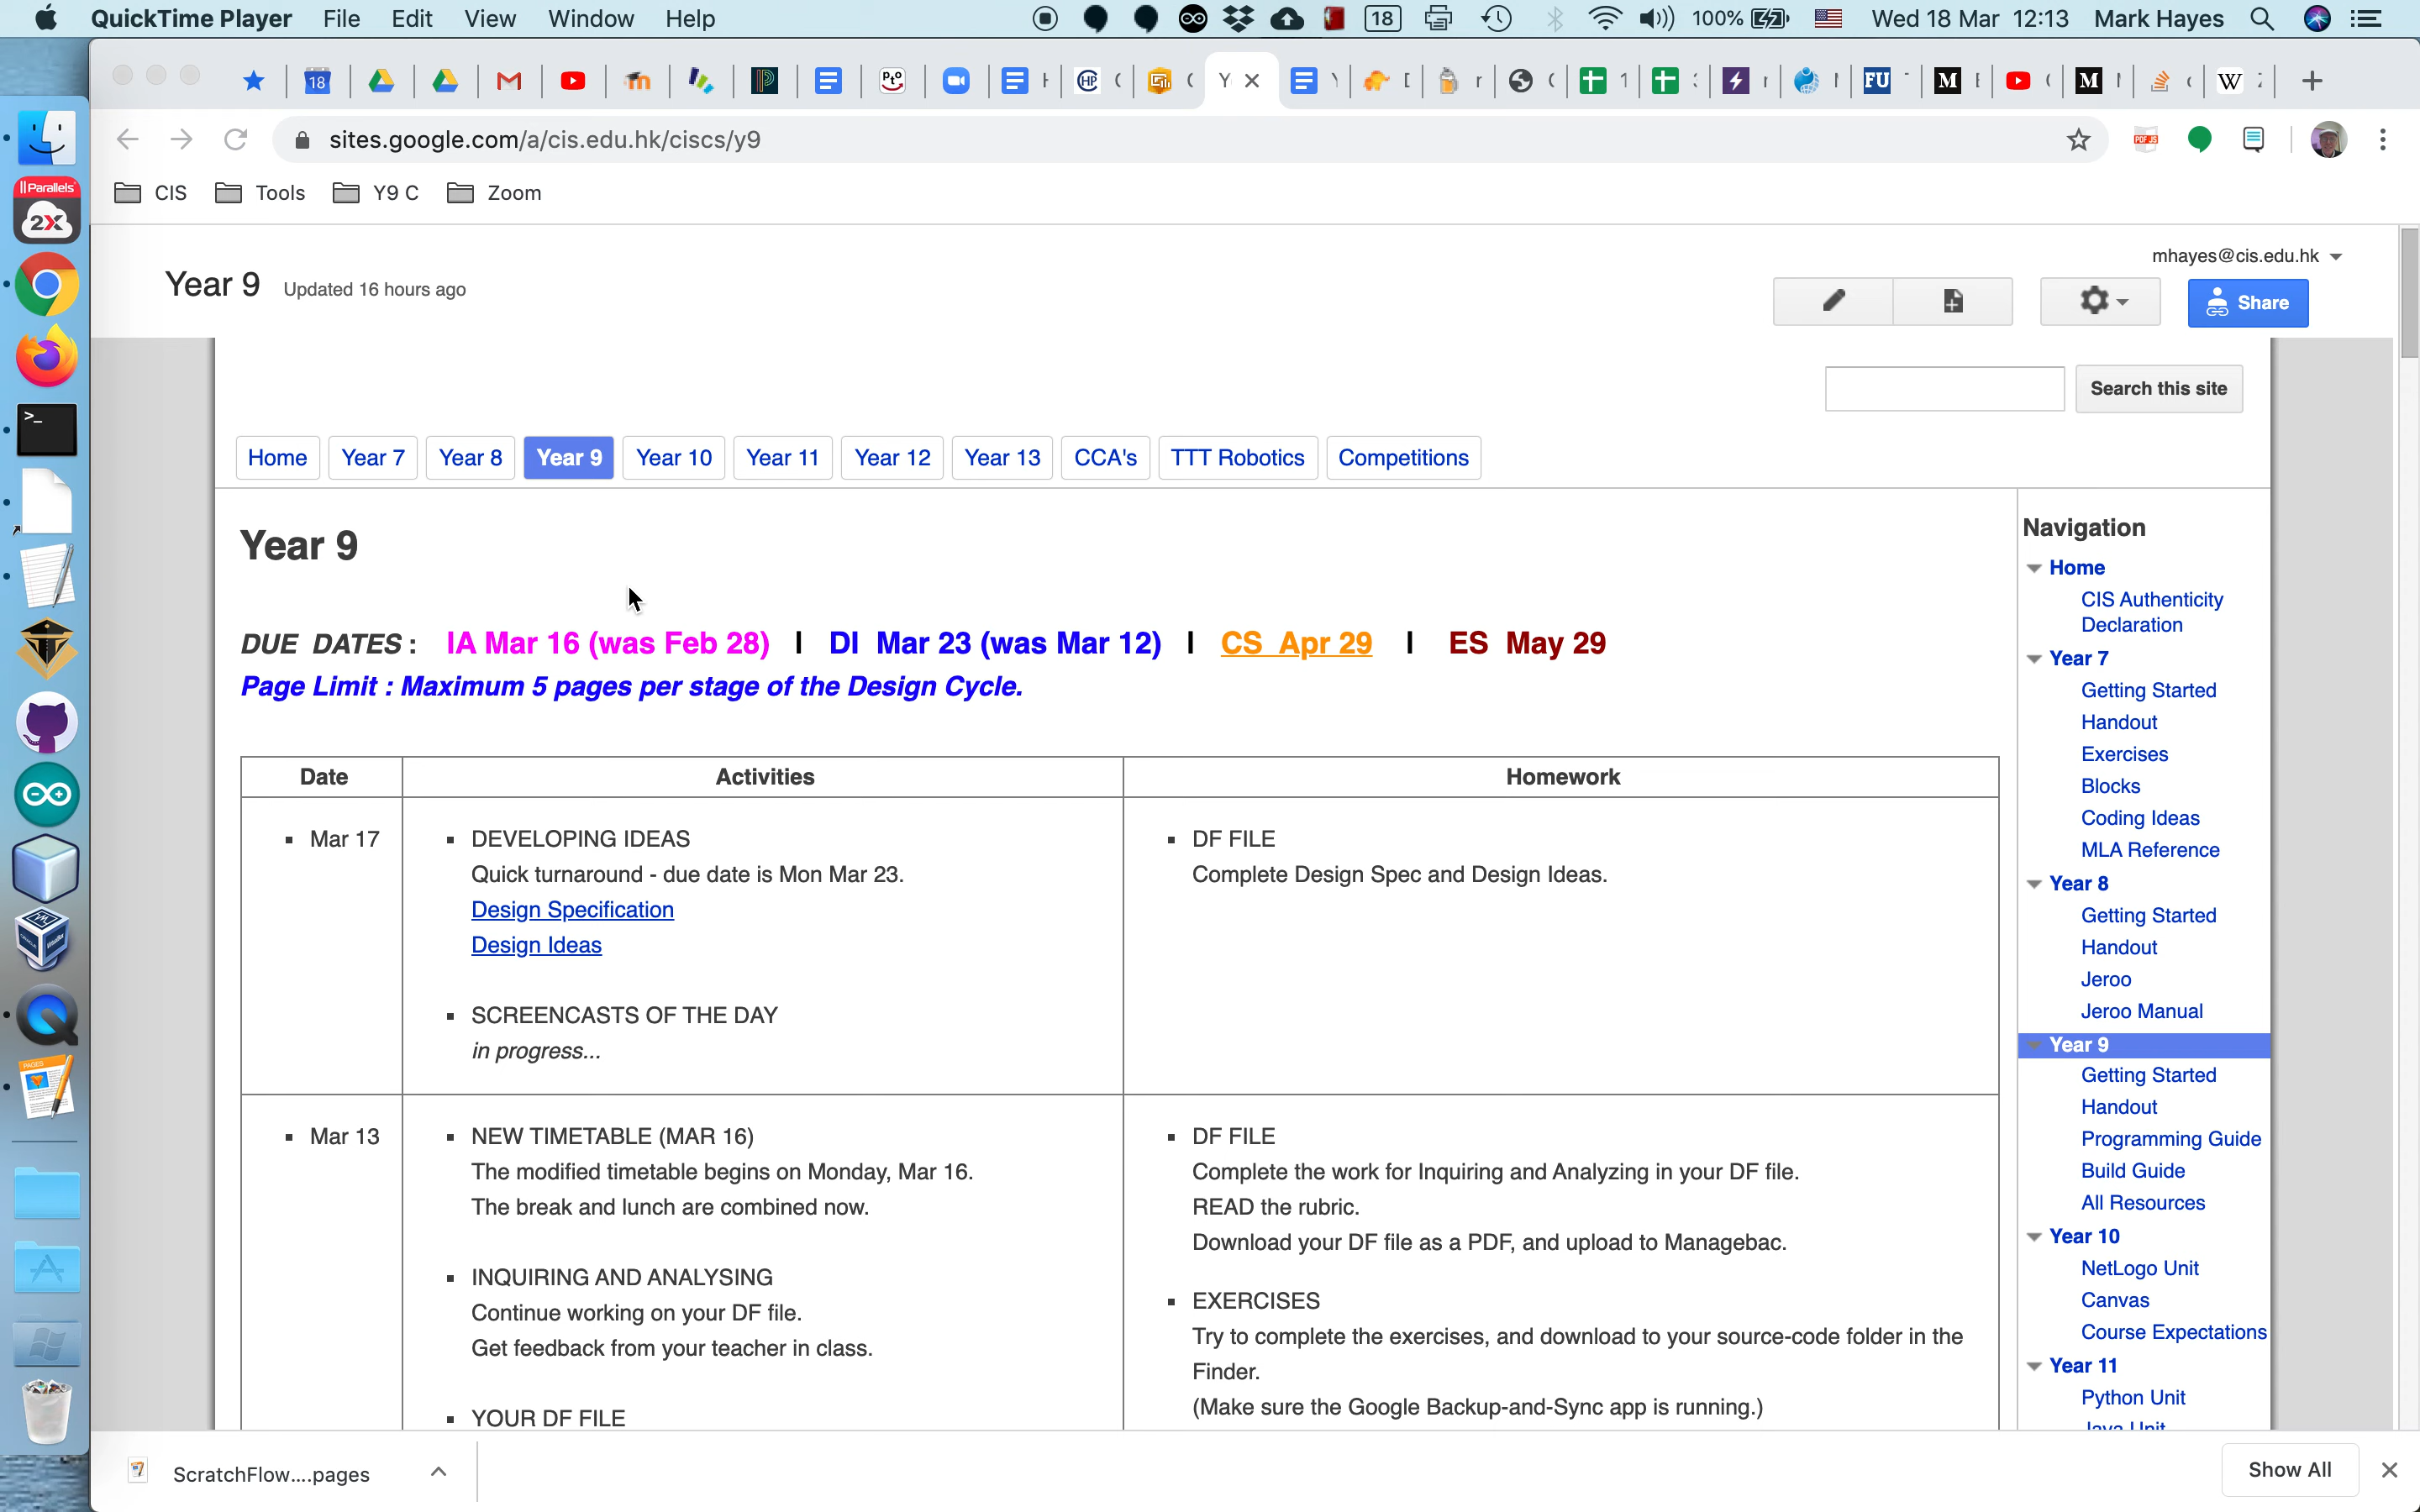 QuickTime Player File Edit View Window Help 18 100% Wed 18 Mar 12:13 Mark Hayes
18 Pto HP Y FU M M W
sites.google.com/a/cis.edu.hk/ciscs/y9
CIS Tools Y9 C Zoom
Parallels
2X
mhayes@cis.edu.hk
Year 9 Updated 16 hours ago
Share
Search this site
Home Year 7 Year 8 Year 9 Year 10 Year 11 Year 12 Year 13 CCA's TTT Robotics Competitions
Year 9
DUE DATES : IA Mar 16 (was Feb 28) I DI Mar 23 (was Mar 12) I CS Apr 29 I ES May 29
Page Limit : Maximum 5 pages per stage of the Design Cycle.
Date Activities Homework
Mar 17
DEVELOPING IDEAS
Quick turnaround - due date is Mon Mar 23.
Design Specification
Design Ideas
SCREENCASTS OF THE DAY
in progress...
DF FILE
Complete Design Spec and Design Ideas.
Mar 13
NEW TIMETABLE (MAR 16)
The modified timetable begins on Monday, Mar 16.
The break and lunch are combined now.
INQUIRING AND ANALYSING
Continue working on your DF file.
Get feedback from your teacher in class.
YOUR DF FILE
DF FILE
Complete the work for Inquiring and Analyzing in your DF file.
READ the rubric.
Download your DF file as a PDF, and upload to Managebac.
EXERCISES
Try to complete the exercises, and download to your source-code folder in the
Finder.
(Make sure the Google Backup-and-Sync app is running.)
Navigation
Home
CIS Authenticity
Declaration
Year 7
Getting Started
Handout
Exercises
Blocks
Coding Ideas
MLA Reference
Year 8
Getting Started
Handout
Jeroo
Jeroo Manual
Year 9
Getting Started
Handout
Programming Guide
Build Guide
All Resources
Year 10
NetLogo Unit
Canvas
Course Expectations
Year 11
Python Unit
Java Unit
ScratchFlow....pages
Show All